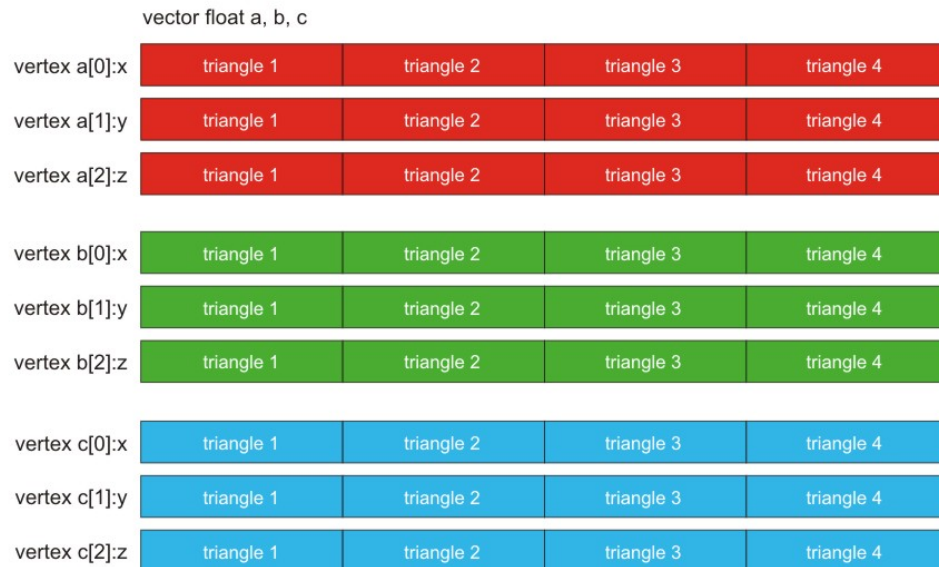 vector float a, b, c
vertex a[0]:x triangle 1 triangle 2 triangle 3 triangle 4
vertex a[1]:y triangle 1 triangle 2 triangle 3 triangle 4
vertex a[2]:z triangle 1 triangle 2 triangle 3 triangle 4
vertex b[0]:x triangle 1 triangle 2 triangle 3 triangle 4
vertex b[1]:y triangle 1 triangle 2 triangle 3 triangle 4
vertex b[2]:z triangle 1 triangle 2 triangle 3 triangle 4
vertex c[0]:x triangle 1 triangle 2 triangle 3 triangle 4
vertex c[1]:y triangle 1 triangle 2 triangle 3 triangle 4
vertex c[2]:z triangle 1 triangle 2 triangle 3 triangle 4